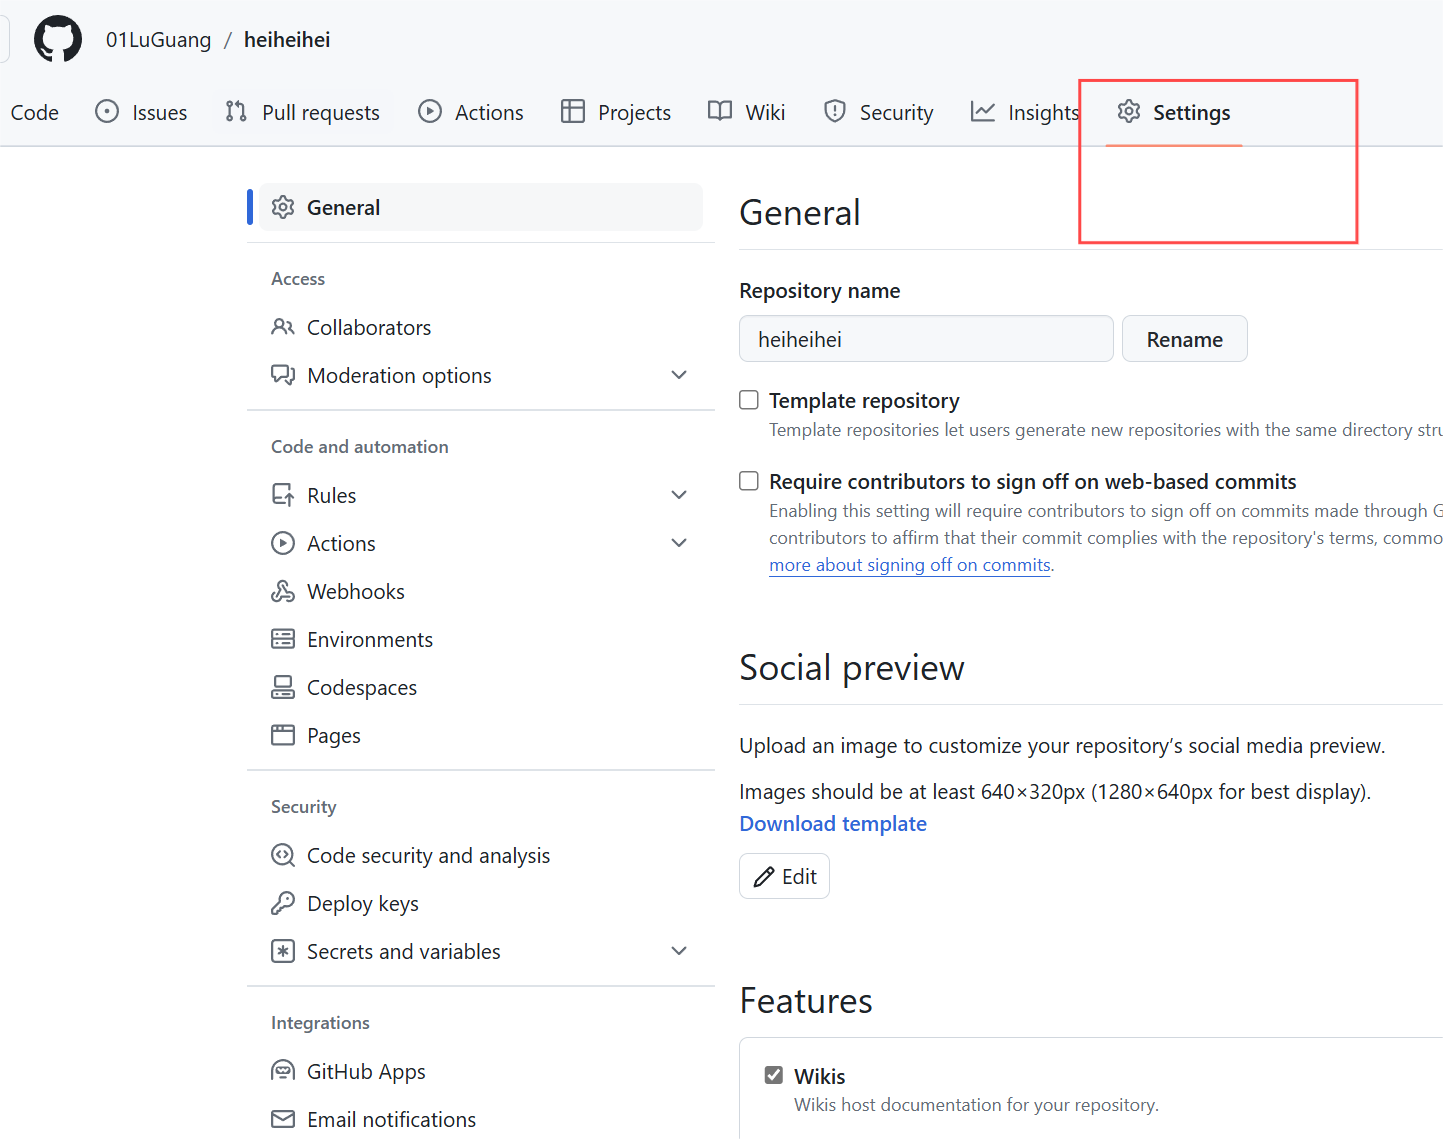 01LuGuang / heiheihei
Code Issues Pull requests Actions Projects Wiki Security Insights Settings
General
Access
Collaborators
Moderation options
Code and automation
Rules
Actions
Webhooks
Environments
Codespaces
Pages
Security
Code security and analysis
Deploy keys
Secrets and variables
Integrations
GitHub Apps
Email notifications
General
Repository name
heiheihei Rename
Template repository
Template repositories let users generate new repositories with the same directory
Require contributors to sign off on web-based commits
Enabling this setting will require contributors to sign off on commits made through
contributors to affirm that their commit complies with the repository's terms,
more about signing off on commits.
Social preview
Upload an image to customize your repository’s social media preview.
Images should be at least 640×320px (1280×640px for best display).
Download template
Edit
Features
Wikis
Wikis host documentation for your repository.